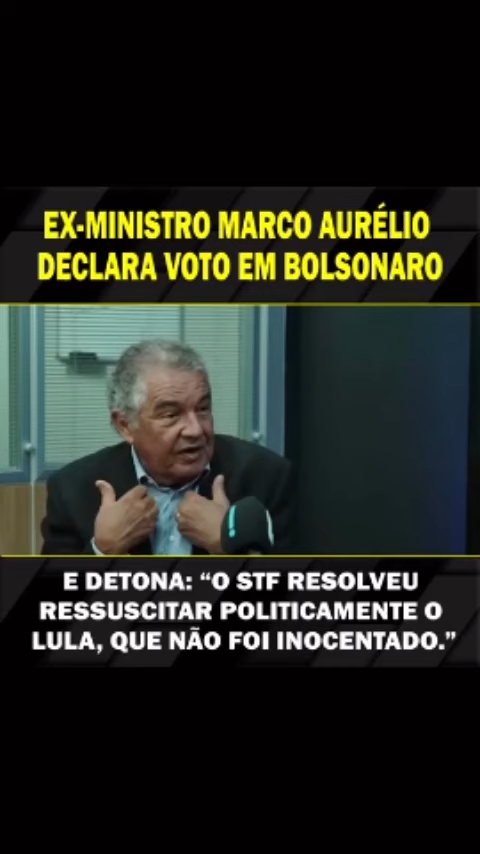 EX-MINISTRO MARCO AURÉLIO
DECLARA VOTO EM BOLSONARO
E DETONA: “O STF RESOLVEU
RESSUSCITAR POLITICAMENTE O
LULA, QUE NÃO FOI INOCENTADO.”